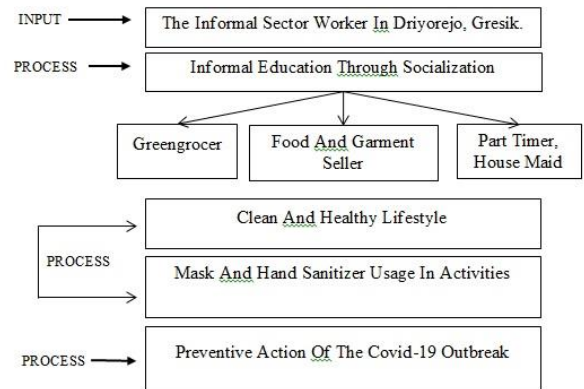 INPUT
The Informal Sector Worker In Driyorejo, Gresik.
PROCESS
Informal Education Through Socialization
Greengrocer
Food And Garment
Seller
Part Timer,
House Maid
Clean And Healthy Lifestyle
PROCESS
Mask And Hand Sanitizer Usage In Activities
PROCESS
Preventive Action Of The Covid-19 Outbreak